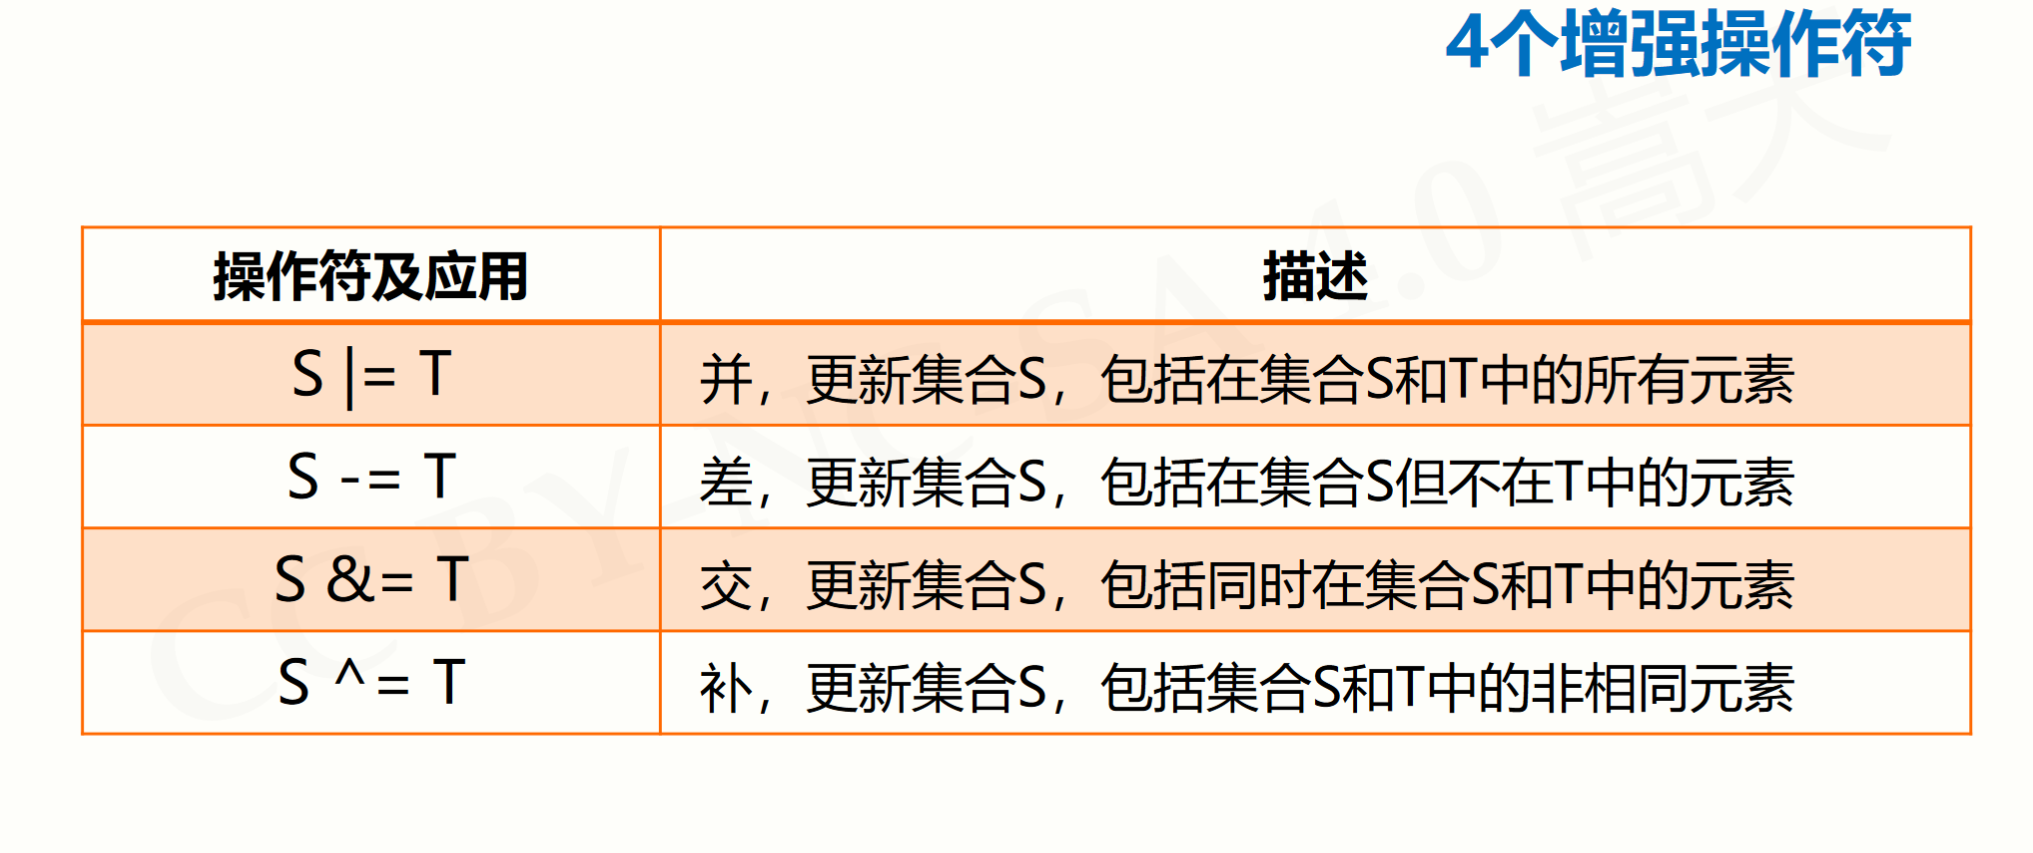 4个增强操作符
操作符及应用 描述
S |= T 并，更新集合S，包括在集合S和T中的所有元素
S -= T 差，更新集合S，包括在集合S但不在T中的元素
S &= T 交，更新集合S，包括同时在集合S和T中的元素
S ^= T 补，更新集合S，包括集合S和T中的非相同元素
CC BY-NC-SA 4.0 嵩天